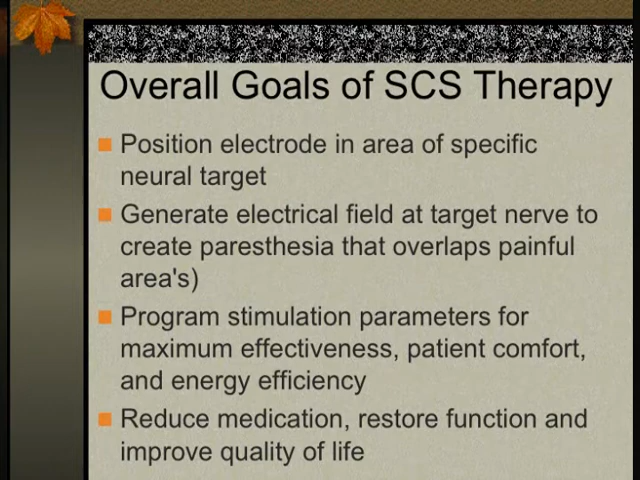 Overall Goals of SCS Therapy
Position electrode in area of specific
neural target
Generate electrical field at target nerve to
create paresthesia that overlaps painful
area's)
Program stimulation parameters for
maximum effectiveness, patient comfort,
and energy efficiency
Reduce medication, restore function and
improve quality of life